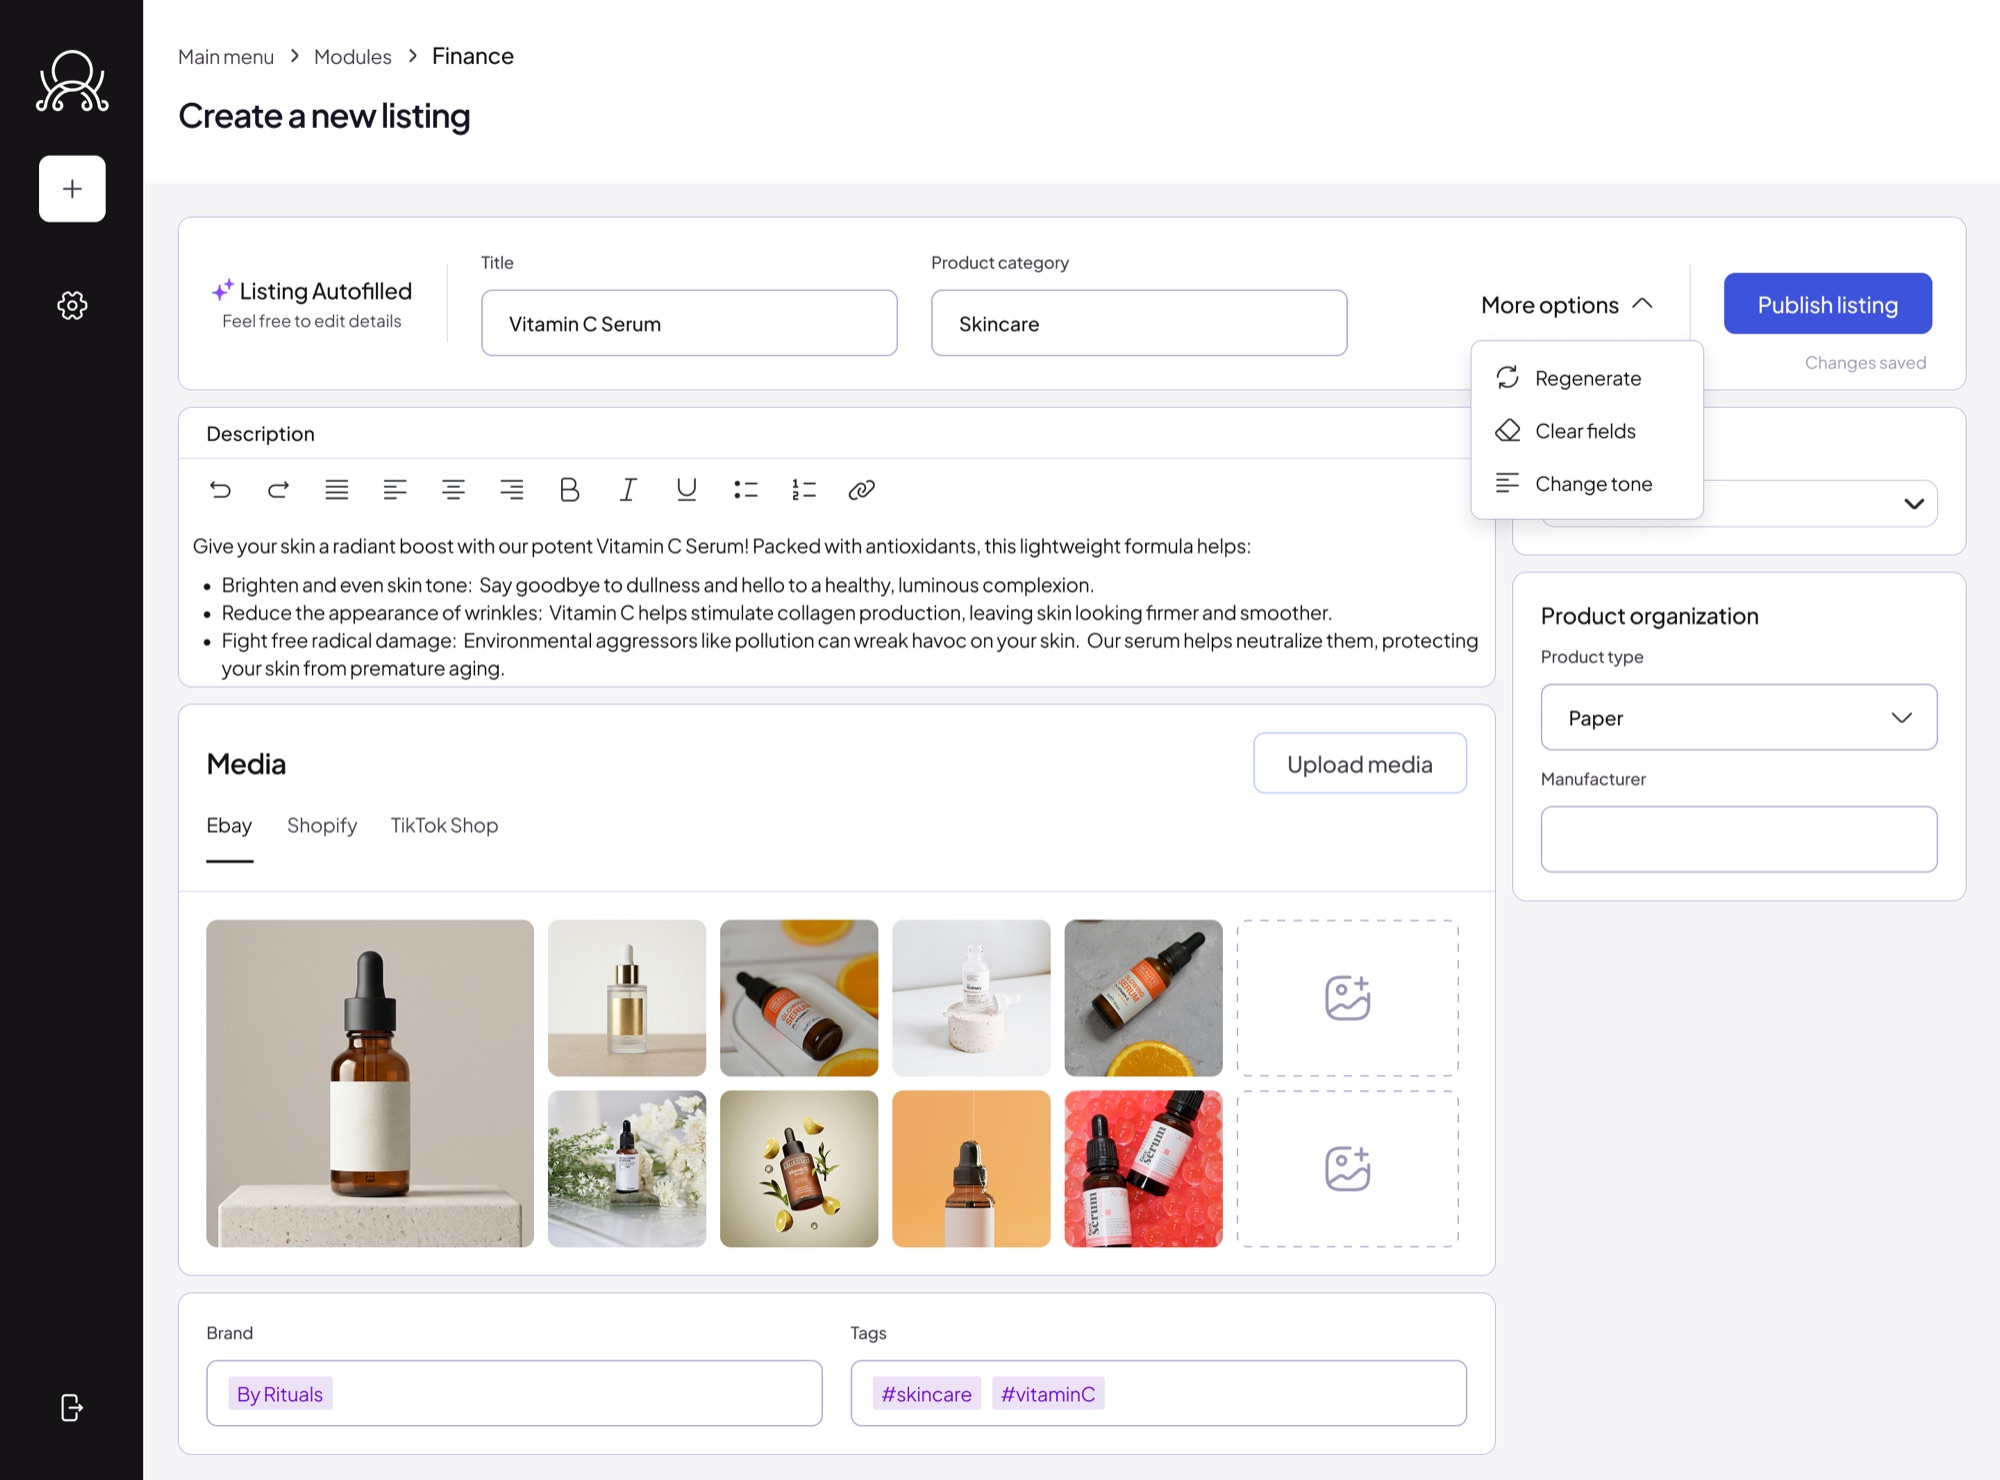 Main menu > Modules > Finance
Create a new listing
Listing Autofilled
Feel free to edit details
Title
Vitamin C Serum
Product category
Skincare
More options
Publish listing
Changes saved
Regenerate
Clear fields
Change tone
Description
Give your skin a radiant boost with our potent Vitamin C Serum! Packed with antioxidants, this lightweight formula helps:
• Brighten and even skin tone: Say goodbye to dullness and hello to a healthy, luminous complexion.
• Reduce the appearance of wrinkles: Vitamin C helps stimulate collagen production, leaving skin looking firmer and smoother.
• Fight free radical damage: Environmental aggressors like pollution can wreak havoc on your skin. Our serum helps neutralize them, protecting
your skin from premature aging.
Product organization
Product type
Paper
Manufacturer
Media
Upload media
Ebay
Shopify
TikTok Shop
GLOWING
SERUM
GLOWING
SERUM
serum
serum
Brand
By Rituals
Tags
#skincare #vitaminC